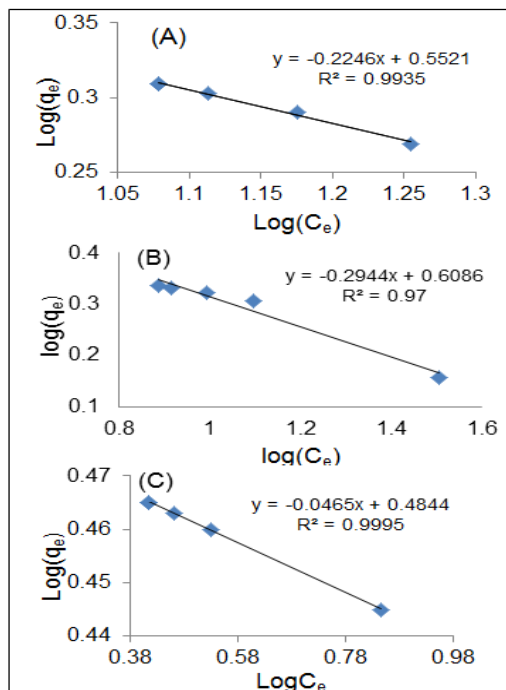 0.35
(A)
y = -0.2246x + 0.5521
R² = 0.9935
0.3
0.25
Log(qₑ)
1.05 1.1 1.15 1.2 1.25 1.3
Log(Cₑ)
0.4
(B)
y = -0.2944x + 0.6086
R² = 0.97
0.3
0.2
0.1
log(qₑ)
0.8 1 1.2 1.4 1.6
log(Cₑ)
0.47
(C)
y = -0.0465x + 0.4844
R² = 0.9995
0.46
0.45
0.44
Log(qₑ)
0.38 0.58 0.78 0.98
LogCₑ